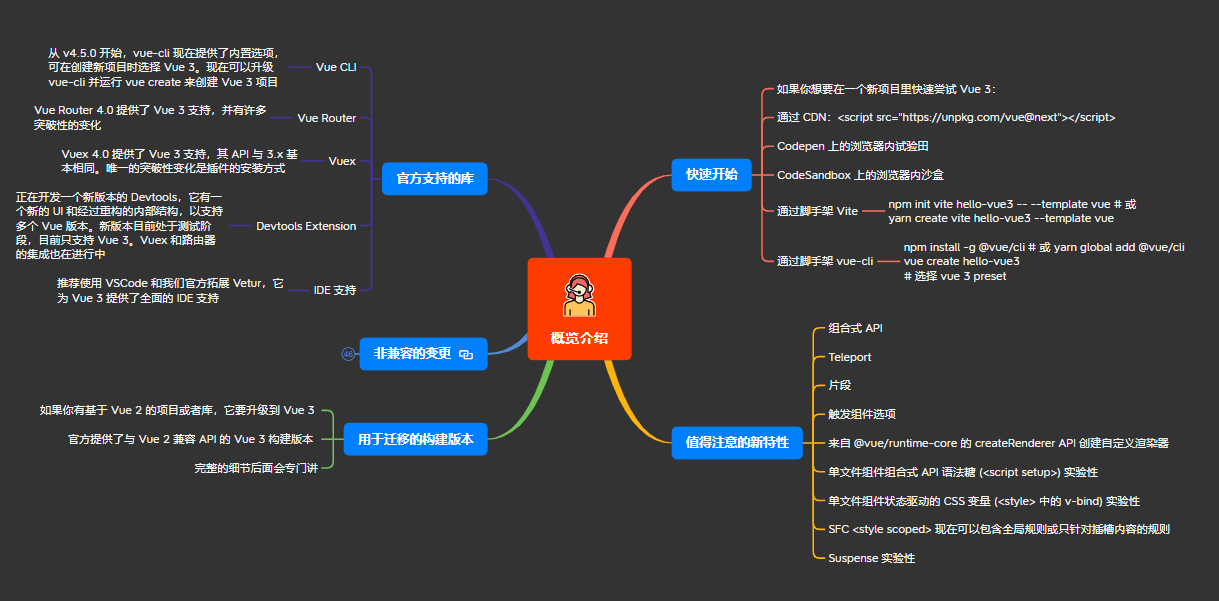 概览介绍
快速开始
如果你想要在一个新项目里快速尝试 Vue 3：
通过 CDN：<script src="https://unpkg.com/vue@next"></script>
Codepen 上的浏览器内试验田
CodeSandbox 上的浏览器内沙盒
通过脚手架 Vite
npm init vite hello-vue3 -- --template vue # 或
yarn create vite hello-vue3 --template vue
通过脚手架 vue-cli
npm install -g @vue/cli # 或 yarn global add @vue/cli
vue create hello-vue3
# 选择 vue 3 preset
值得注意的新特性
组合式 API
Teleport
片段
触发组件选项
来自 @vue/runtime-core 的 createRenderer API 创建自定义渲染器
单文件组件组合式 API 语法糖 (<script setup>) 实验性
单文件组件状态驱动的 CSS 变量 (<style> 中的 v-bind) 实验性
SFC <style scoped> 现在可以包含全局规则或只针对插槽内容的规则
Suspense 实验性
官方支持的库
Vue CLI
从 v4.5.0 开始，vue-cli 现在提供了内置选项，
可在创建新项目时选择 Vue 3。现在可以升级
vue-cli 并运行 vue create 来创建 Vue 3 项目
Vue Router
Vue Router 4.0 提供了 Vue 3 支持，并有许多
突破性的变化
Vuex
Vuex 4.0 提供了 Vue 3 支持，其 API 与 3.x 基
本相同。唯一的突破性变化是插件的安装方式
Devtools Extension
正在开发一个新版本的 Devtools，它有一
个新的 UI 和经过重构的内部结构，以支持
多个 Vue 版本。新版本目前处于测试阶
段，目前只支持 Vue 3。Vuex 和路由器
的集成也在进行中
IDE 支持
推荐使用 VSCode 和我们官方拓展 Vetur，它
为 Vue 3 提供了全面的 IDE 支持
非兼容的变更
46
用于迁移的构建版本
如果你有基于 Vue 2 的项目或者库，它要升级到 Vue 3
官方提供了与 Vue 2 兼容 API 的 Vue 3 构建版本
完整的细节后面会专门讲